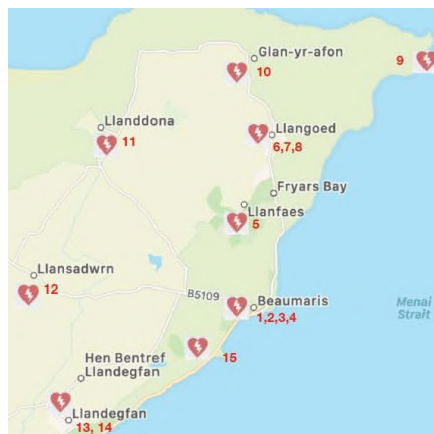 Glan-yr-afon
9
10
Llanddona
11
Llangoed
6,7,8
Fryars Bay
Llanfaes
5
Llansadwrn
12
B5109
Beaumaris
1,2,3,4
Menai
Strait
Hen Bentref
Llandegfan
15
Llandegfan
13, 14